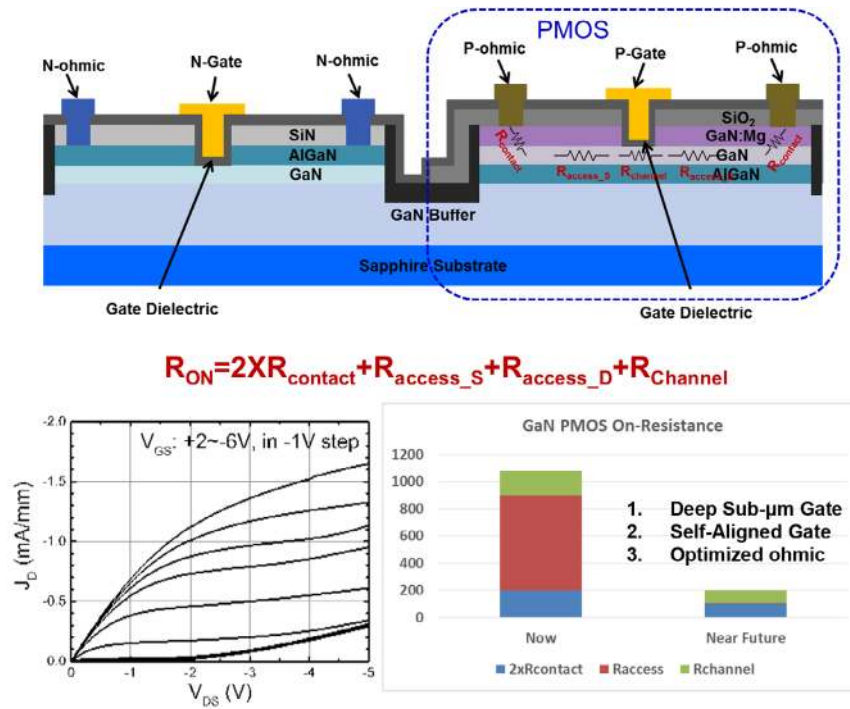 PMOS
N-ohmic
N-Gate
N-ohmic
P-ohmic
P-Gate
P-ohmic
SiN
AlGaN
GaN
SiO2
GaN:Mg
GaN
AlGaN
Rcontact
Raccess_S
Rchannel
Rcontact
GaN Buffer
Sapphire Substrate
Gate Dielectric
Gate Dielectric
RON=2XRcontact+Raccess_S+Raccess_D+RChannel
VGS: +2~-6V, in -1V step
-2.0
-1.5
-1.0
-0.5
0.0
JD (mA/mm)
0
-1
-2
-3
-4
-5
VDS (V)
GaN PMOS On-Resistance
1200
1000
800
600
400
200
0
1. Deep Sub-μm Gate
2. Self-Aligned Gate
3. Optimized ohmic
Now
Near Future
2xRcontact
Raccess
Rchannel